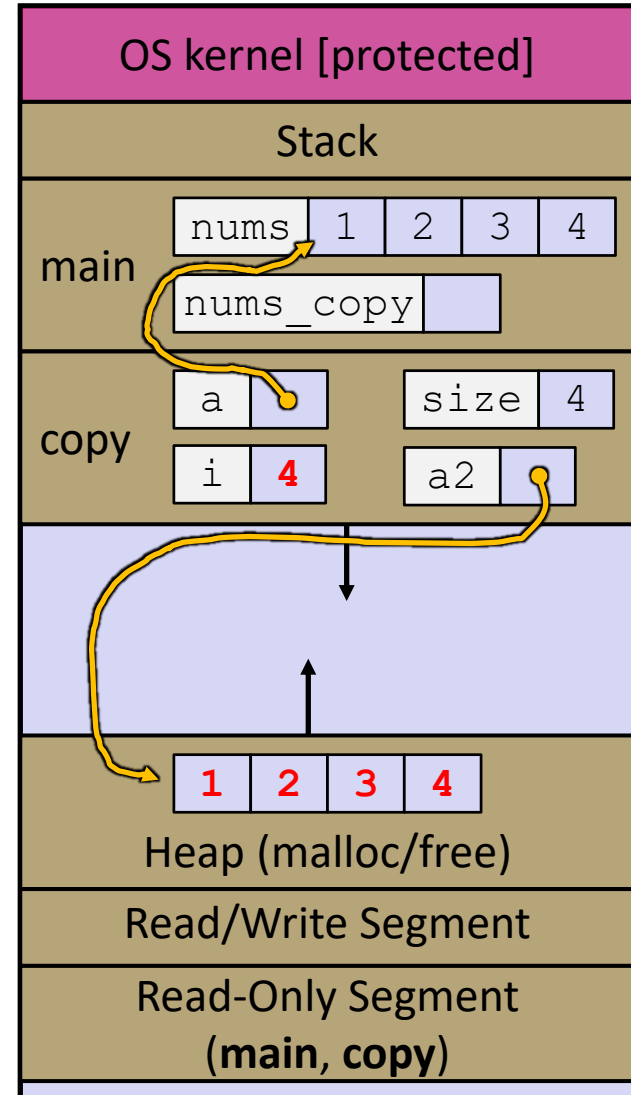 OS kernel [protected]
Stack
main
nums 1 2 3 4
nums_copy
copy
a size 4
i 4 a2
1 2 3 4
Heap (malloc/free)
Read/Write Segment
Read-Only Segment
(main, copy)